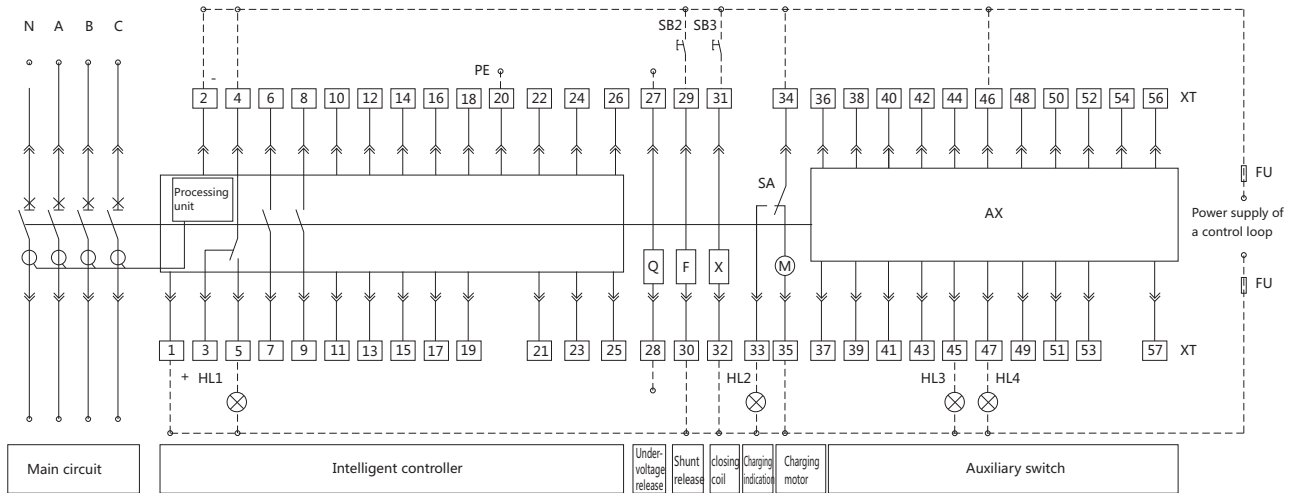 N A B C
SB2 SB3
-
PE
2 4 6 8 10 12 14 16 18 20 22 24 26 27 29 31 34 36 38 40 42 44 46 48 50 52 54 56 XT
FU
Processing
unit
SA
AX
Power supply of
a control loop
Q F X M
FU
1 3 5 7 9 11 13 15 17 19 21 23 25 28 30 32 33 35 37 39 41 43 45 47 49 51 53 57 XT
+ HL1 HL2 HL3 HL4
Main circuit
Intelligent controller
Under-
voltage
release
Shunt
release
closing
coil
Charging
indication
Charging
motor
Auxiliary switch